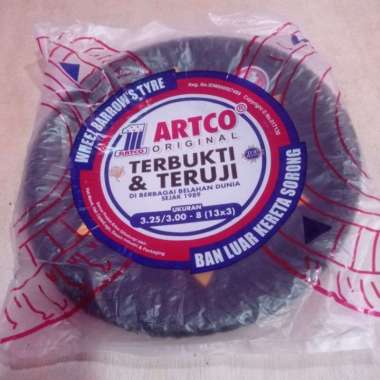 WHEEL BARROW'S TYRE
ARTCO
ORIGINAL
ARTCO
TERBUKTI
& TERUJI
DI BERBAGAI BELAHAN DUNIA
SEJAK 1989
UKURAN
3.25/3.00 - 8 (13x3)
BAN LUAR KERETA SORONG